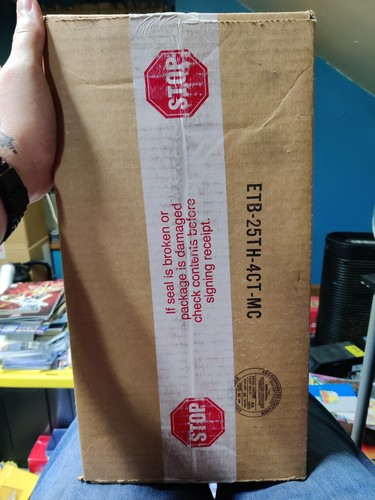 STOP
If seal is broken or
package is damaged
check contents before
signing receipt.
STOP
ETB-25TH-4CT-MC